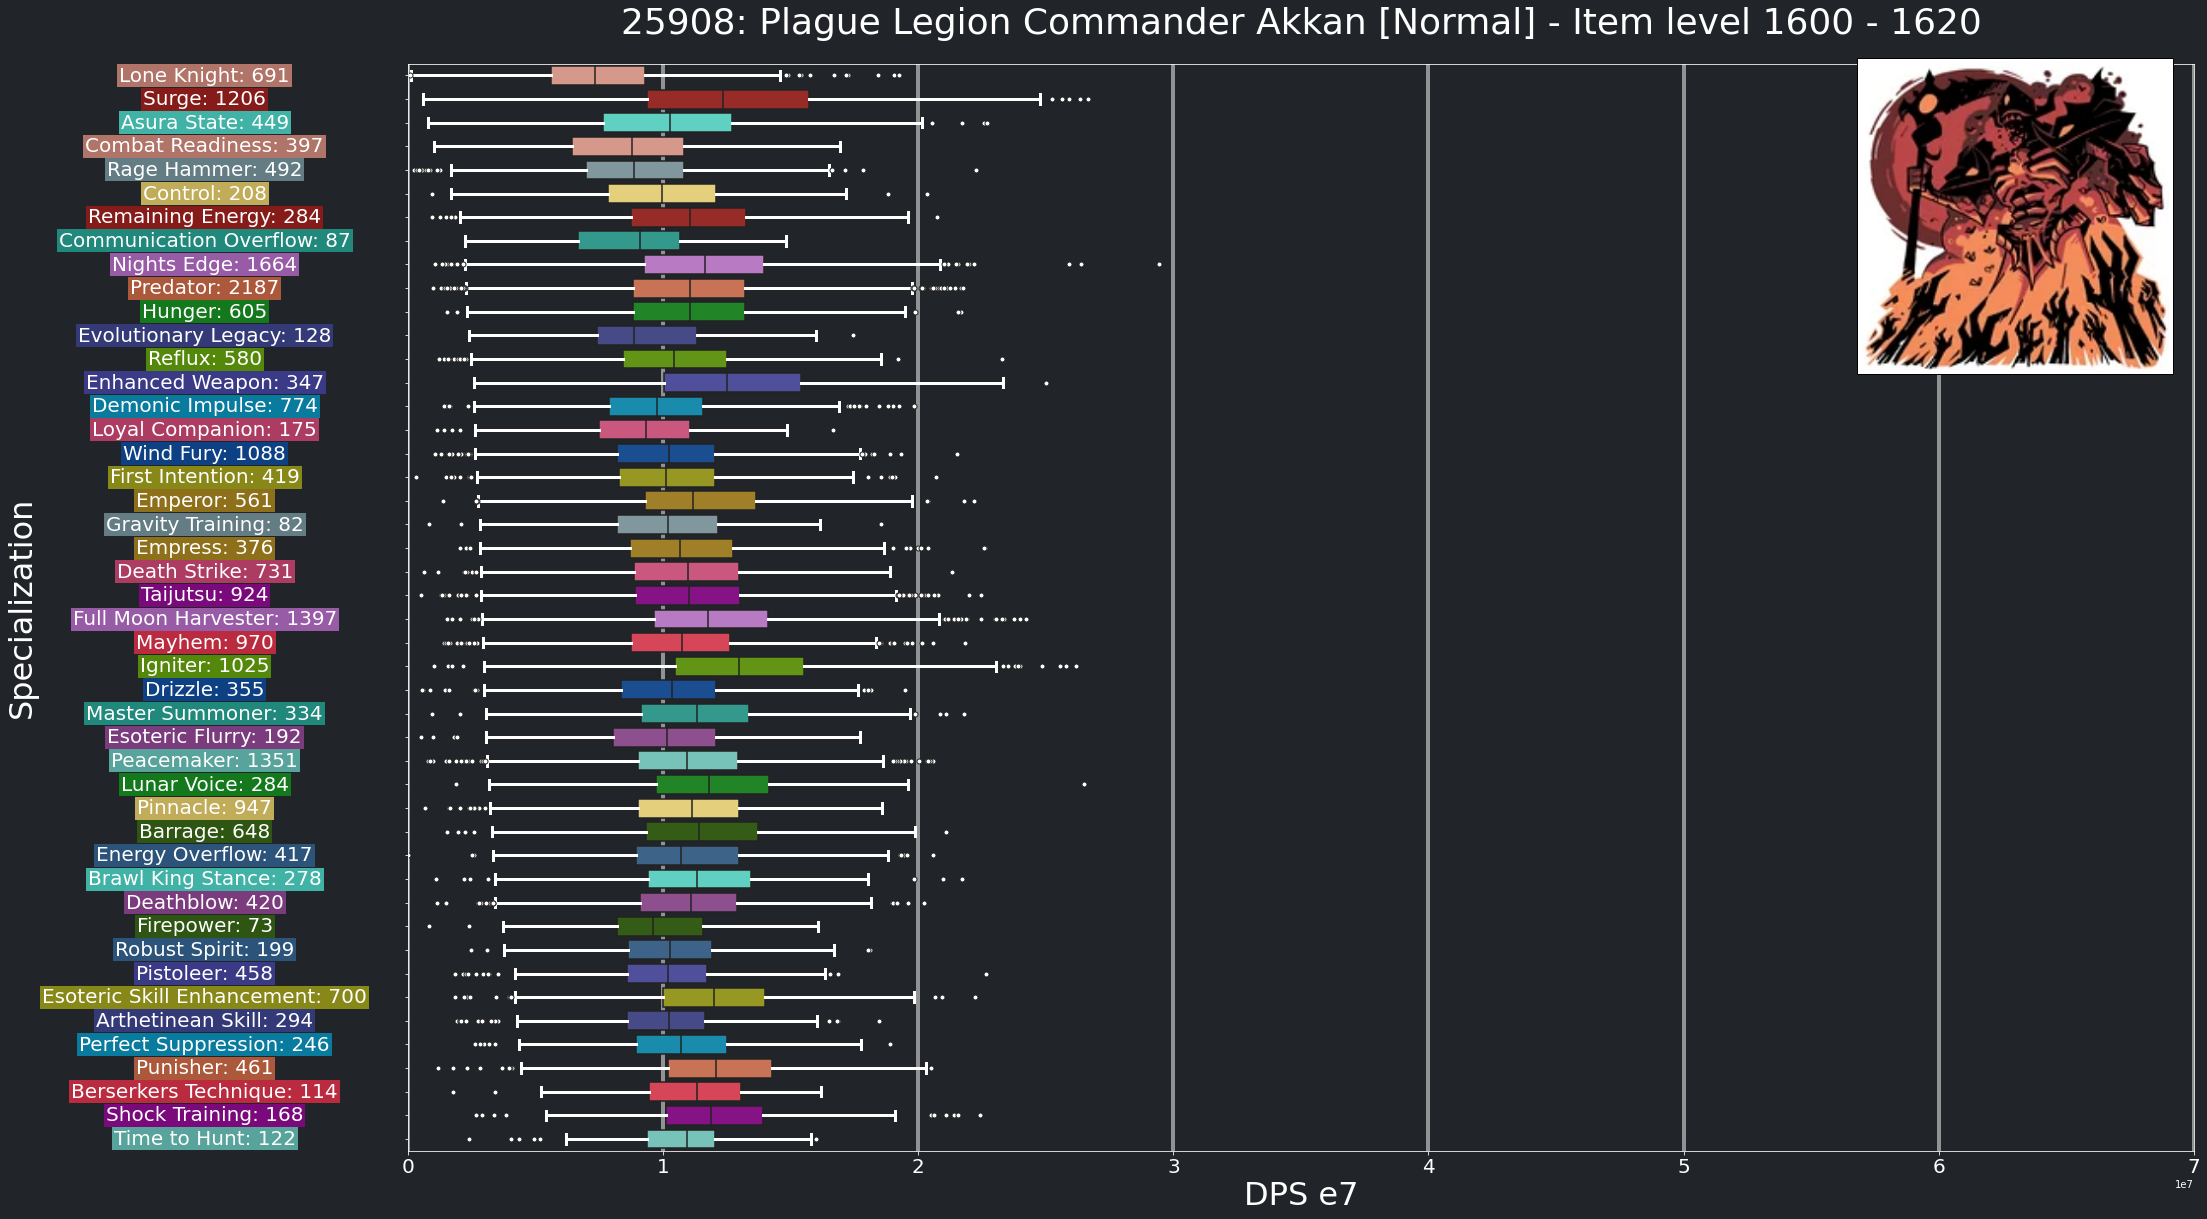 25908: Plague Legion Commander Akkan [Normal] - Item level 1600 - 1620
Lone Knight: 691
Surge: 1206
Asura State: 449
Combat Readiness: 397
Rage Hammer: 492
Control: 208
Remaining Energy: 284
Communication Overflow: 87
Nights Edge: 1664
Predator: 2187
Hunger: 605
Evolutionary Legacy: 128
Reflux: 580
Enhanced Weapon: 347
Demonic Impulse: 774
Loyal Companion: 175
Wind Fury: 1088
First Intention: 419
Emperor: 561
Gravity Training: 82
Empress: 376
Death Strike: 731
Taijutsu: 924
Full Moon Harvester: 1397
Mayhem: 970
Igniter: 1025
Drizzle: 355
Master Summoner: 334
Esoteric Flurry: 192
Peacemaker: 1351
Lunar Voice: 284
Pinnacle: 947
Barrage: 648
Energy Overflow: 417
Brawl King Stance: 278
Deathblow: 420
Firepower: 73
Robust Spirit: 199
Pistoleer: 458
Esoteric Skill Enhancement: 700
Arthetinean Skill: 294
Perfect Suppression: 246
Punisher: 461
Berserkers Technique: 114
Shock Training: 168
Time to Hunt: 122
Specialization
0 1 2 3 4 5 6 7
1e7
DPS e7